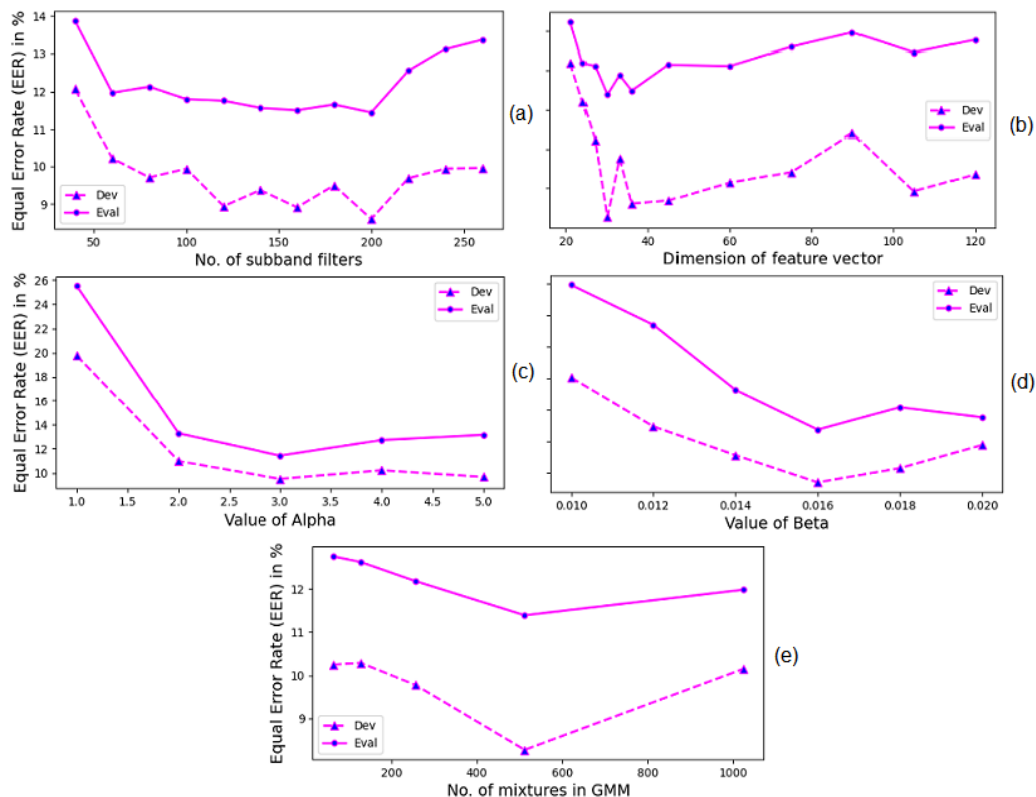 Equal Error Rate (EER) in %
14
13
12
11
10
9
Dev
Eval
50 100 150 200 250
No. of subband filters
(a)
Dev
Eval
20 40 60 80 100 120
Dimension of feature vector
(b)
Equal Error Rate (EER) in %
26
24
22
20
18
16
14
12
10
Dev
Eval
1.0 1.5 2.0 2.5 3.0 3.5 4.0 4.5 5.0
Value of Alpha
(c)
Dev
Eval
0.010 0.012 0.014 0.016 0.018 0.020
Value of Beta
(d)
Equal Error Rate (EER) in %
12
11
10
9
Dev
Eval
200 400 600 800 1000
No. of mixtures in GMM
(e)